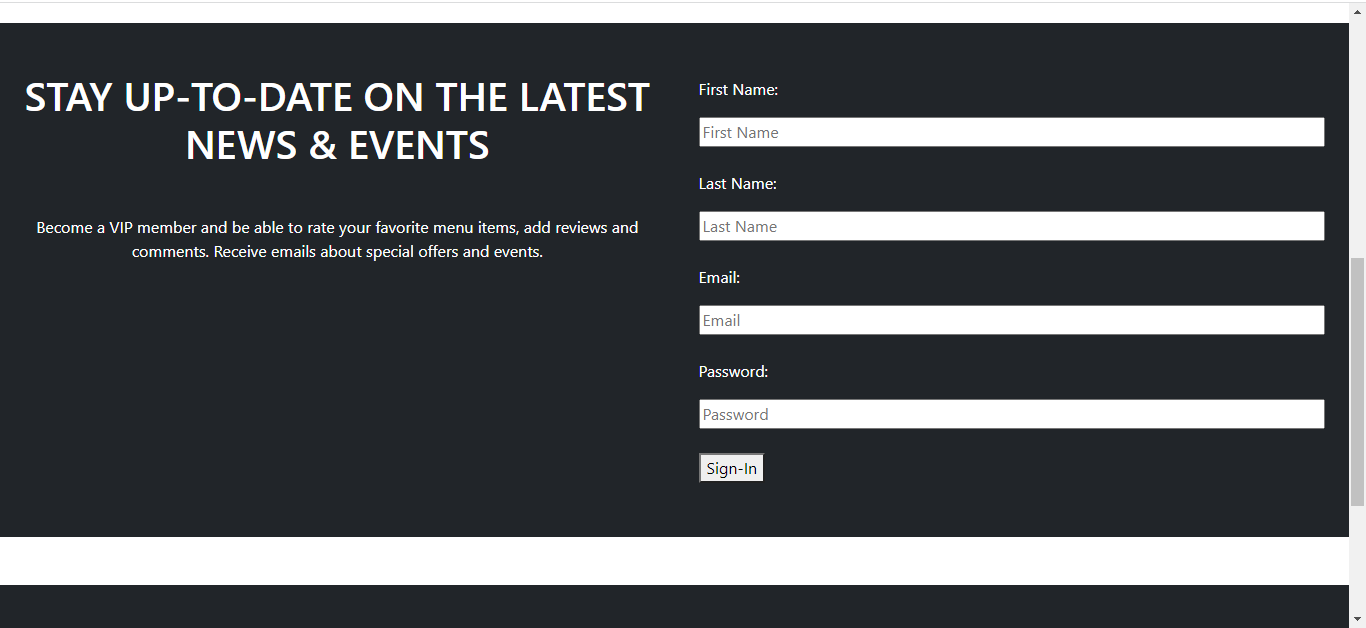 STAY UP-TO-DATE ON THE LATEST
NEWS & EVENTS
Become a VIP member and be able to rate your favorite menu items, add reviews and
comments. Receive emails about special offers and events.
First Name:
First Name
Last Name:
Last Name
Email:
Email
Password:
Password
Sign-In